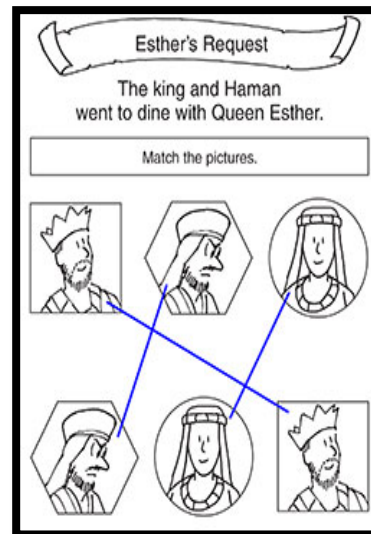 Esther's Request
The king and Haman
went to dine with Queen Esther.
Match the pictures.